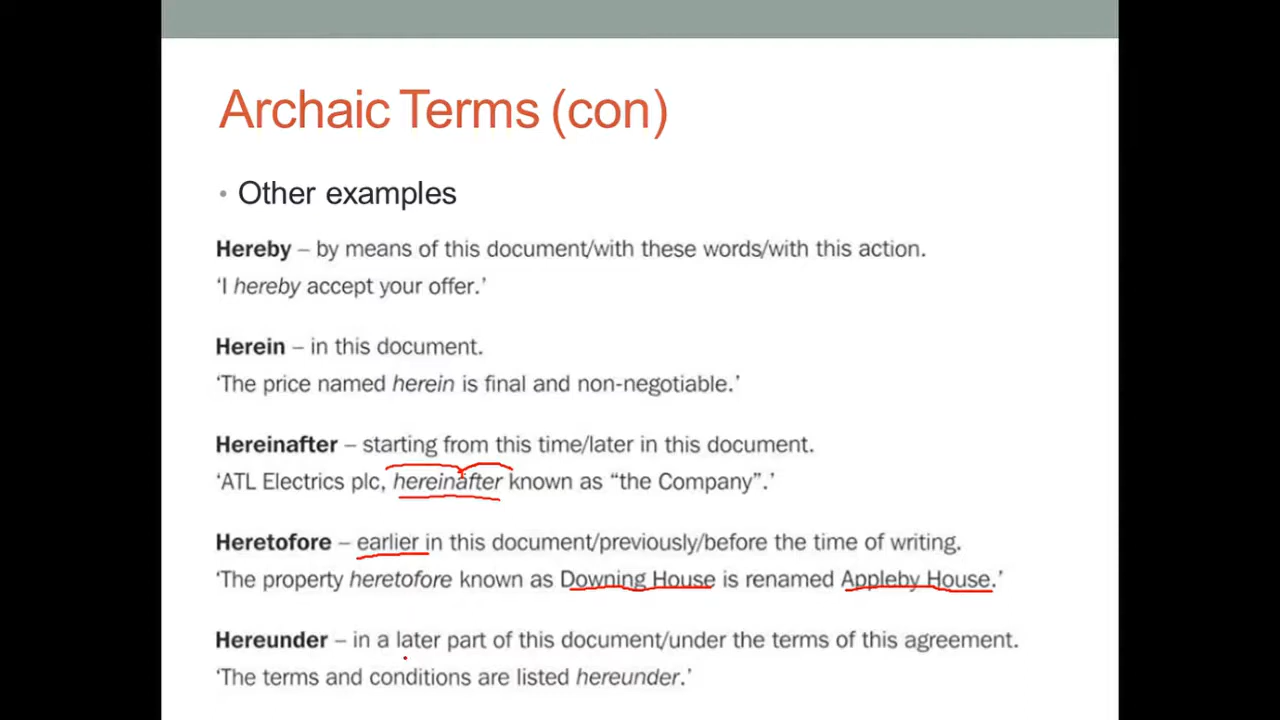 Archaic Terms (con)
• Other examples
Hereby – by means of this document/with these words/with this action.
‘I hereby accept your offer.’
Herein – in this document.
‘The price named herein is final and non-negotiable.’
Hereinafter – starting from this time/later in this document.
‘ATL Electrics plc, hereinafter known as “the Company”.’
Heretofore – earlier in this document/previously/before the time of writing.
‘The property heretofore known as Downing House is renamed Appleby House.’
Hereunder – in a later part of this document/under the terms of this agreement.
‘The terms and conditions are listed hereunder.’